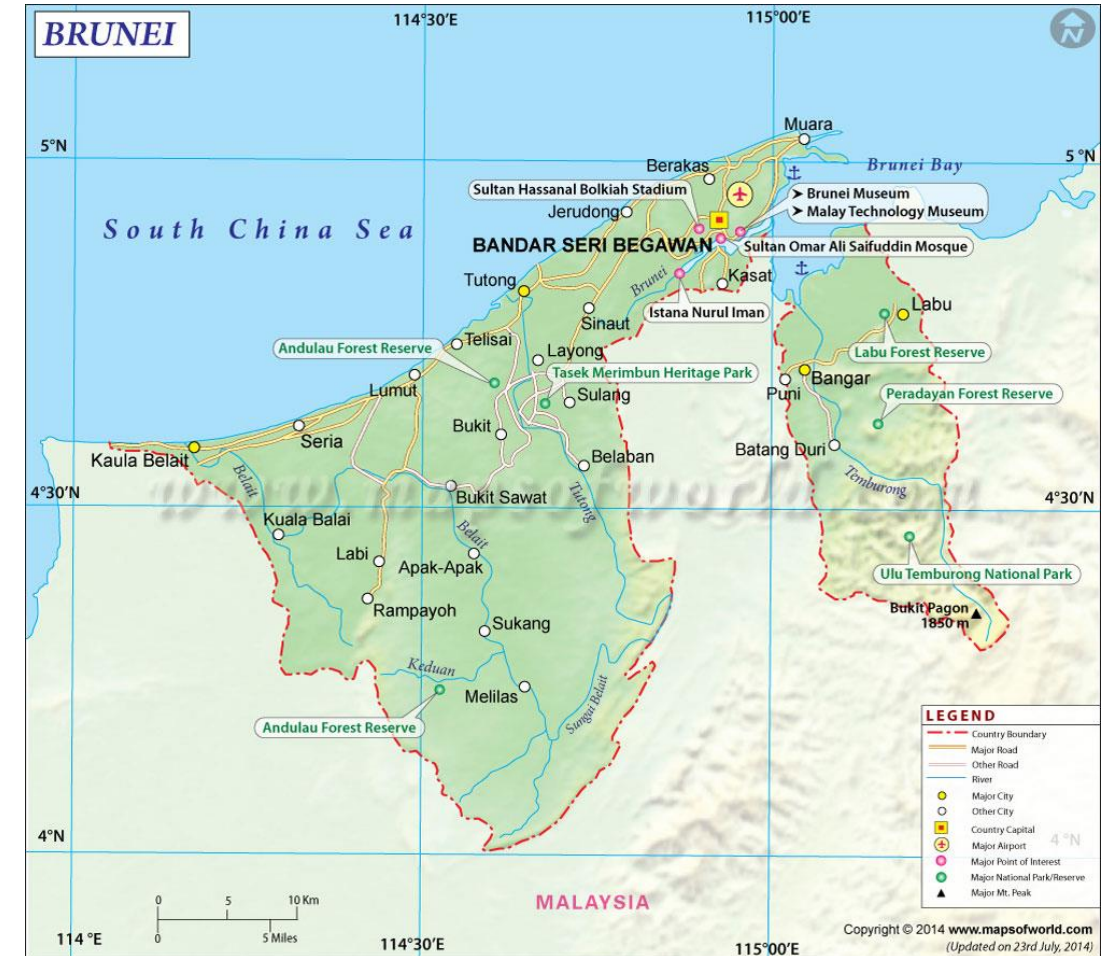 BRUNEI
114°30'E
115°00'E
N
5°N
5 °N
Muara
Brunei Bay
Berakas
Sultan Hassanal Bolkiah Stadium
➤ Brunei Museum
➤ Malay Technology Museum
Jerudong
South China Sea
BANDAR SERI BEGAWAN
Sultan Omar Ali Saifuddin Mosque
Tutong
Brunei
Kasat
Istana Nurul Iman
Labu
Sinaut
Telisai
Andulau Forest Reserve
Layong
Labu Forest Reserve
Tasek Merimbun Heritage Park
Bangar
Lumut
Sulang
Puni
Peradayan Forest Reserve
Bukit
Seria
Batang Duri
Kaula Belait
Belaban
Belait
Temburong
www.mapsofworld.com
4°30'N
4°30'N
Bukit Sawat
Tutong
Kuala Balai
Belait
Labi
Apak-Apak
Ulu Temburong National Park
Rampayoh
Bukit Pagon
1850 m
Sukang
Keduan
Melilas
Sungai Belait
Andulau Forest Reserve
LEGEND
Country Boundary
Major Road
Other Road
River
Major City
Other City
Country Capital
Major Airport
Major Point of Interest
Major National Park/Reserve
Major Mt. Peak
4°N
4 °N
MALAYSIA
0 5 10 Km
0 5 Miles
114 °E
114°30'E
115°00'E
Copyright © 2014 www.mapsofworld.com
(Updated on 23rd July, 2014)